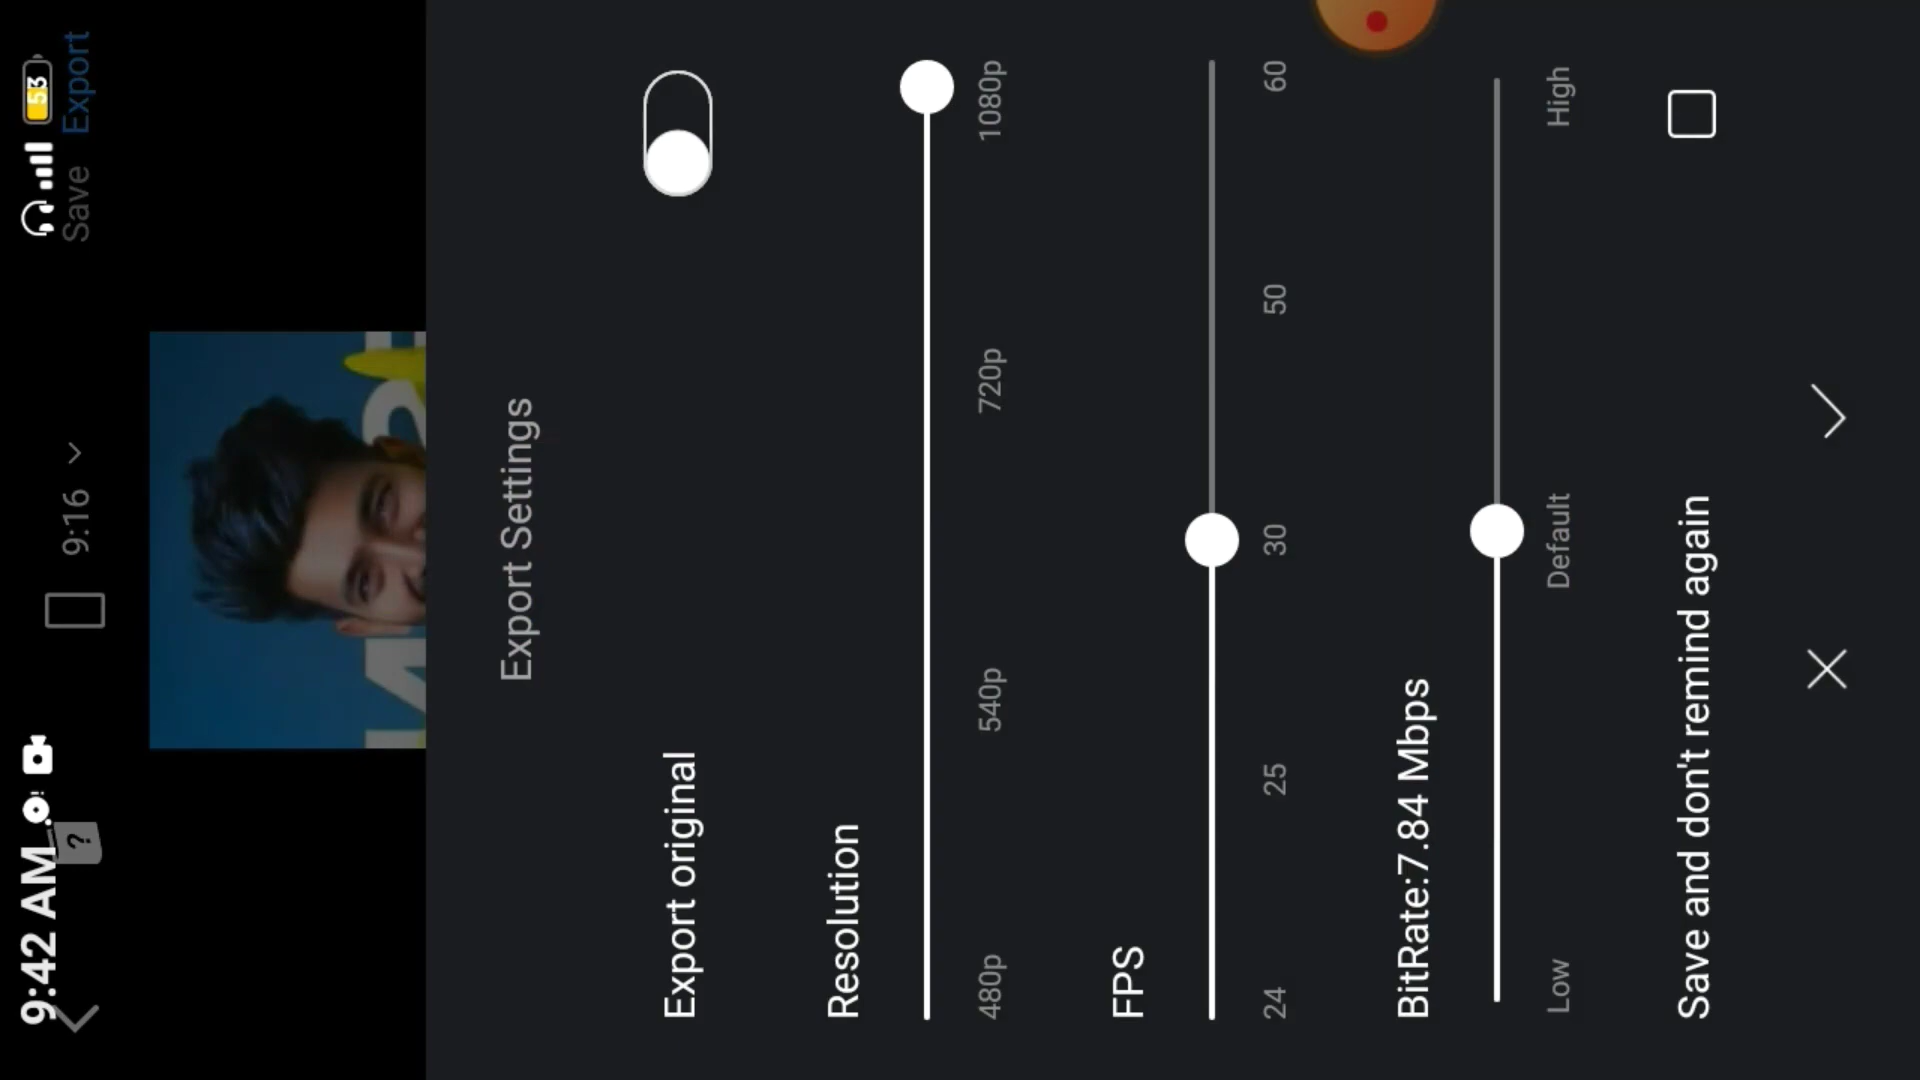 9:42 AM
53
?
9:16
Save
Export
Export Settings
Export original
Resolution
480p
540p
720p
1080p
FPS
24
25
30
50
60
BitRate:7.84 Mbps
Low
Default
High
Save and don't remind again